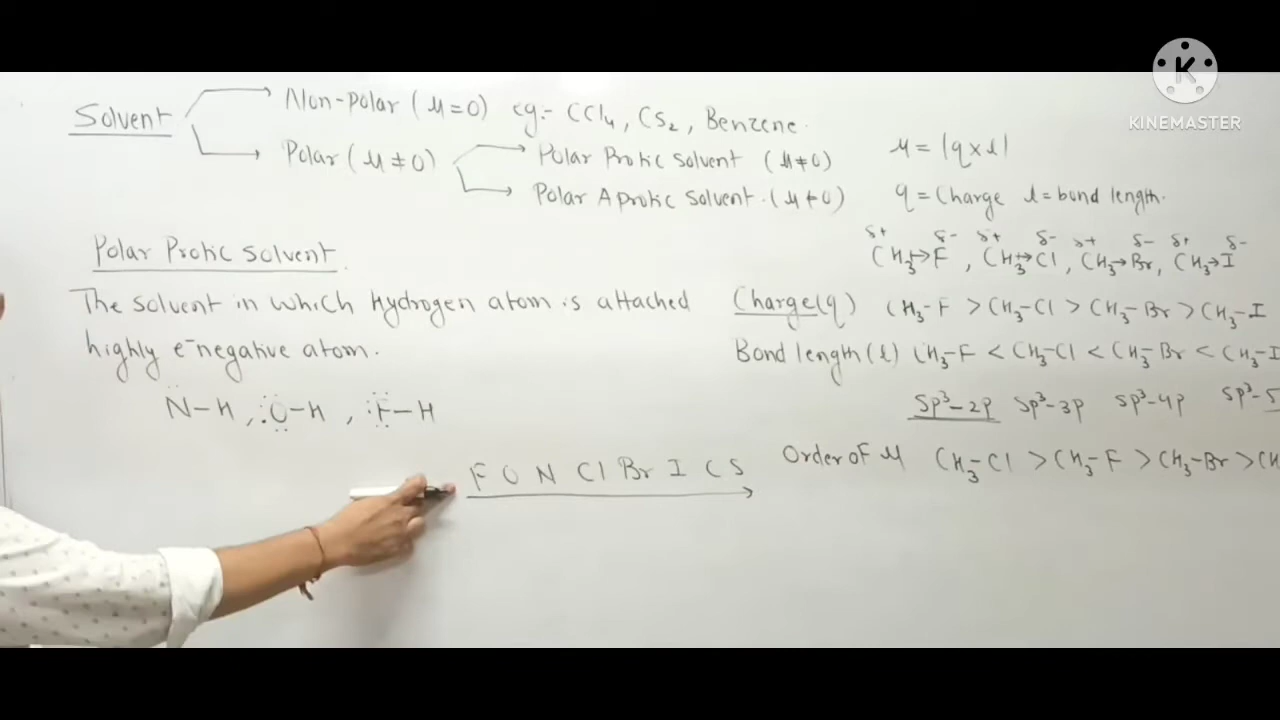 KINEMASTER
Solvent
Non-polar (μ=0) eg:- CCl₄, CS₂, Benzene.
Polar (μ≠0)
Polar Protic Solvent (μ≠0)
Polar Aprotic Solvent. (μ≠0)
μ = |q×l|
q = Charge l = bond length.
δ+ δ- δ+ δ- δ+ δ- δ+ δ-
CH₃→F, CH₃→Cl, CH₃→Br, CH₃→I
Polar Protic Solvent.
The solvent in which Hydrogen atom is attached
highly e⁻negative atom.
N-H, O-H, F-H
F O N Cl Br I C S
Charge(q) CH₃-F > CH₃-Cl > CH₃-Br > CH₃-I
Bond length(l) CH₃-F < CH₃-Cl < CH₃-Br < CH₃-I
Sp³-2p Sp³-3p Sp³-4p Sp³-5
Order of μ CH₃-Cl > CH₃-F > CH₃-Br > CH